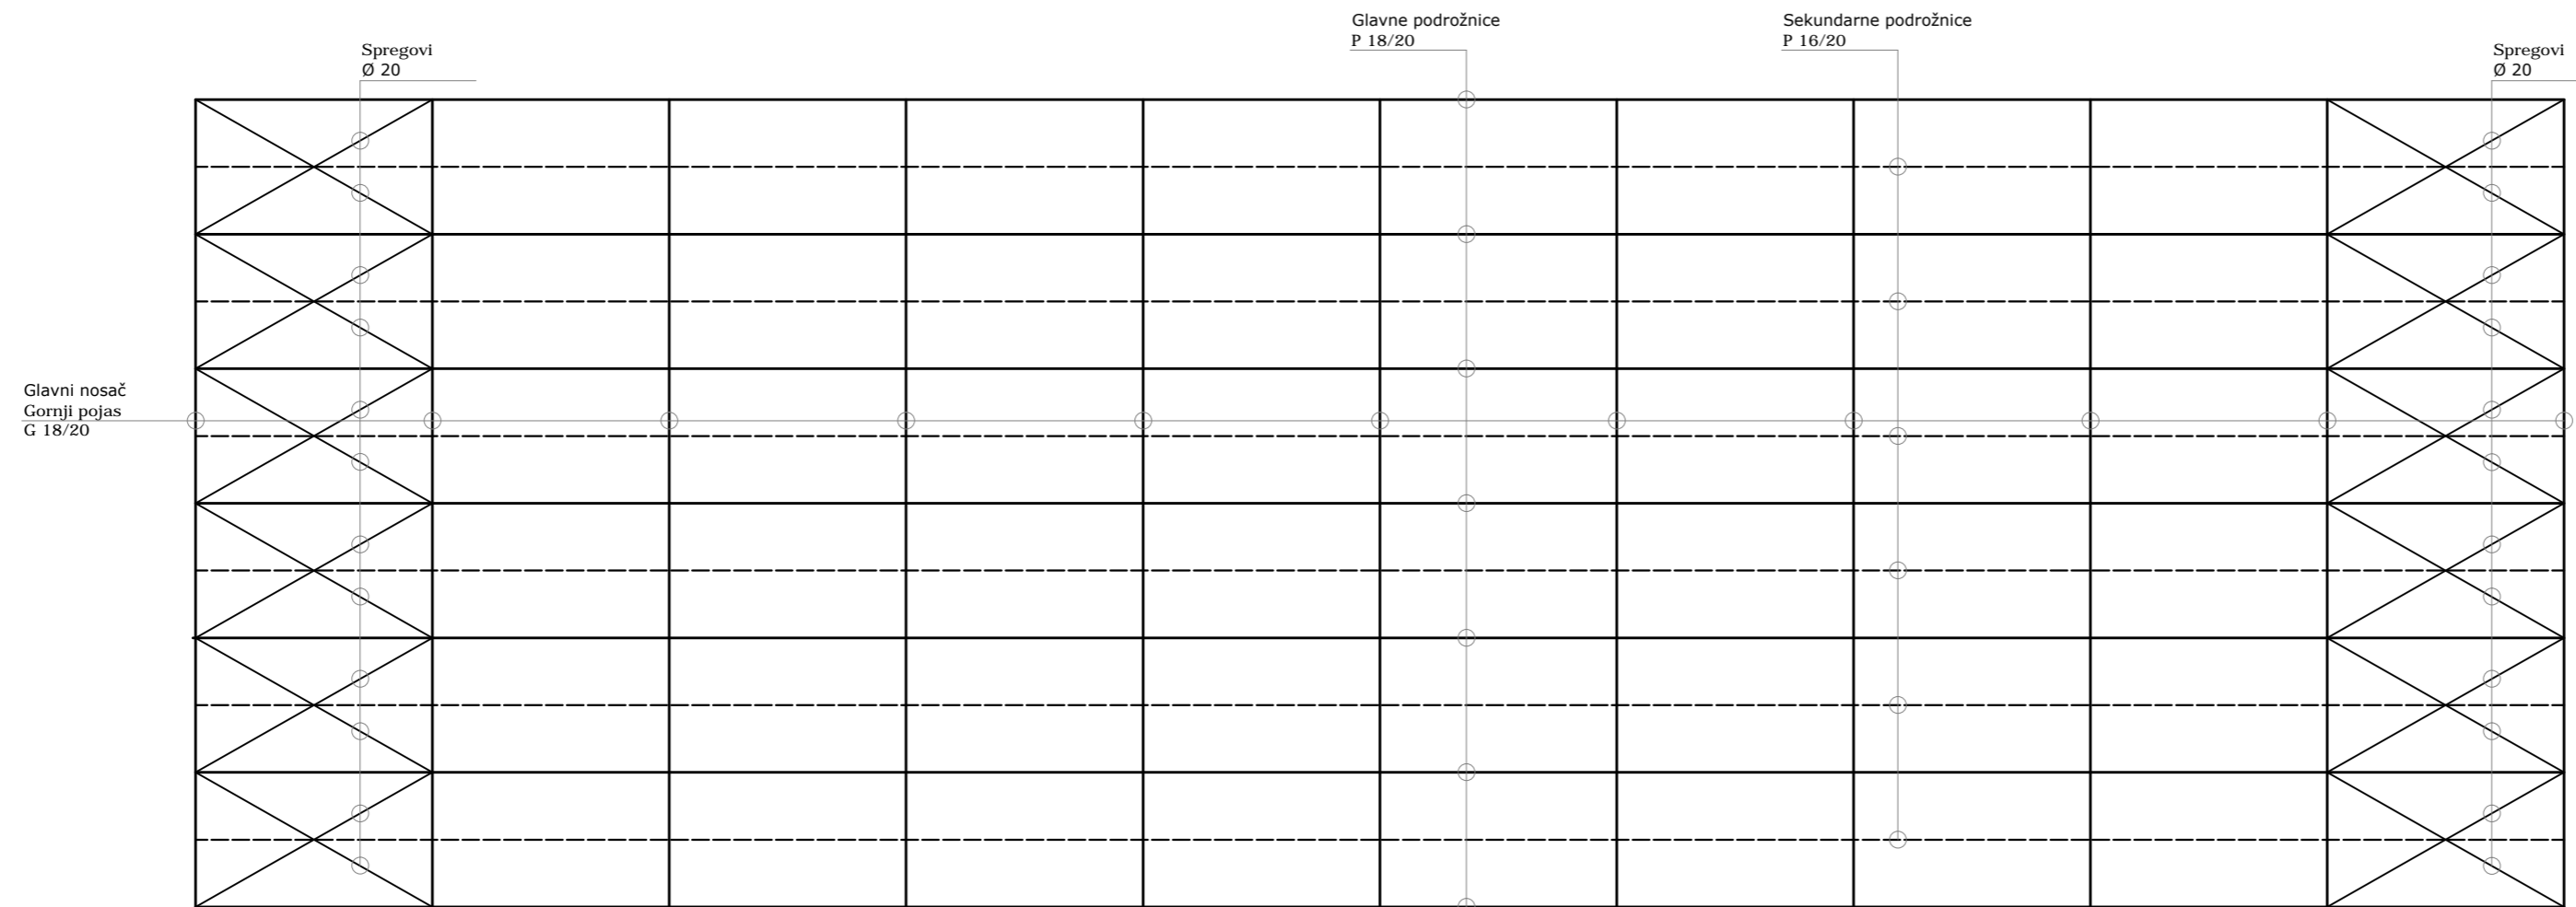 Glavne podrožnice
P 18/20
Sekundarne podrožnice
P 16/20
Spregovi
Ø 20
Spregovi
Ø 20
Glavni nosač
Gornji pojas
G 18/20